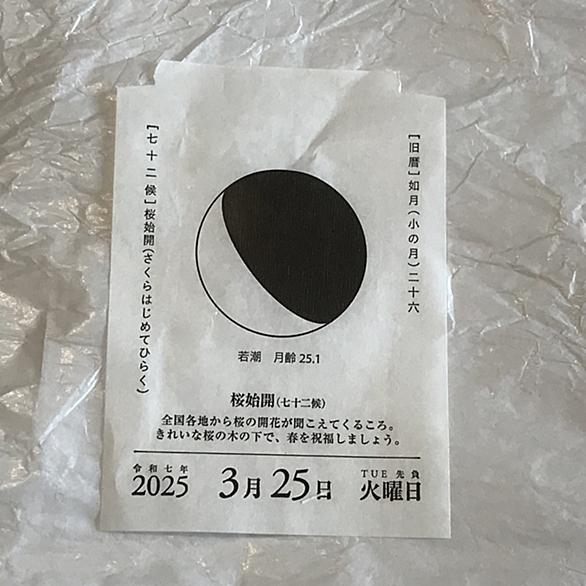 [旧暦]如月(小の月)二十六
[七十二候]桜始開(さくらはじめてひらく)
若潮　月齢 25.1
桜始開(七十二候)
全国各地から桜の開花が聞こえてくるころ。
きれいな桜の木の下で、春を祝福しましょう。
令和七年
2025 3月25日
TUE 先負
火曜日